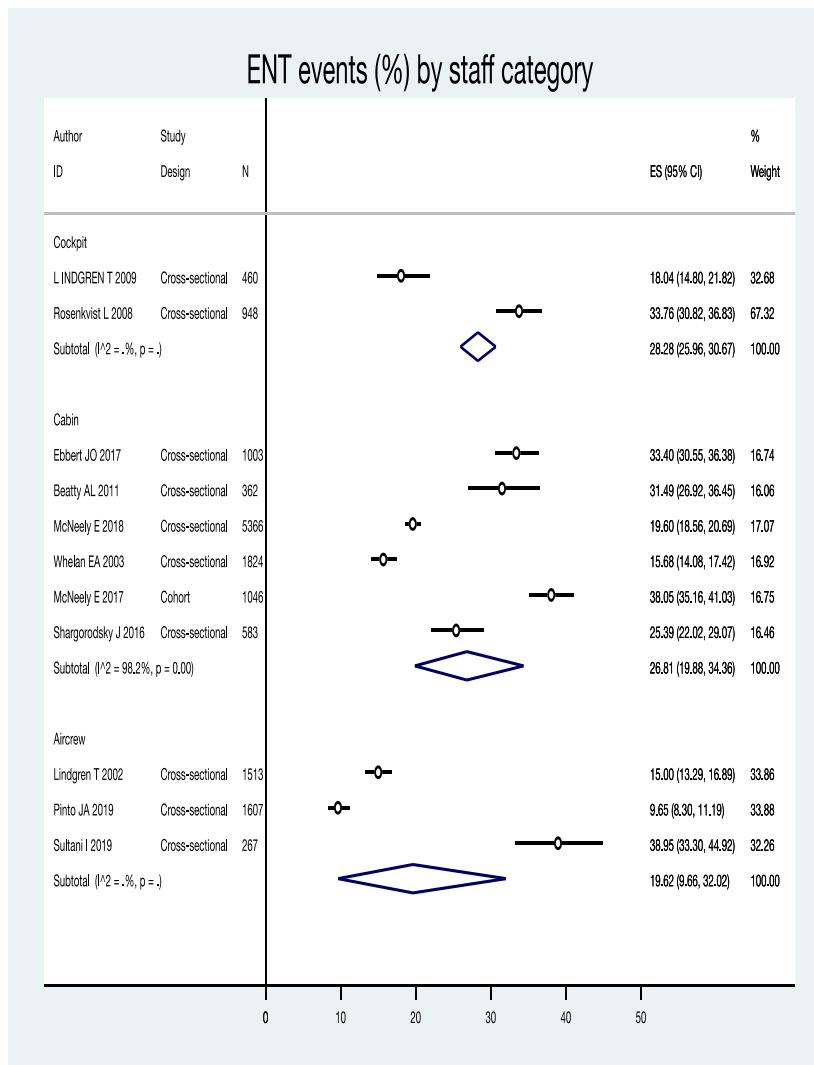 ENT events (%) by staff category
Author Study %
ID Design N ES (95% CI) Weight
Cockpit
L INDGREN T 2009 Cross-sectional 460 18.04 (14.80, 21.82) 32.68
Rosenkvist L 2008 Cross-sectional 948 33.76 (30.82, 36.83) 67.32
Subtotal (I^2 = .%, p = .) 28.28 (25.96, 30.67) 100.00
Cabin
Ebbert JO 2017 Cross-sectional 1003 33.40 (30.55, 36.38) 16.74
Beatty AL 2011 Cross-sectional 362 31.49 (26.92, 36.45) 16.06
McNeely E 2018 Cross-sectional 5366 19.60 (18.56, 20.69) 17.07
Whelan EA 2003 Cross-sectional 1824 15.68 (14.08, 17.42) 16.92
McNeely E 2017 Cohort 1046 38.05 (35.16, 41.03) 16.75
Shargorodsky J 2016 Cross-sectional 583 25.39 (22.02, 29.07) 16.46
Subtotal (I^2 = 98.2%, p = 0.00) 26.81 (19.88, 34.36) 100.00
Aircrew
Lindgren T 2002 Cross-sectional 1513 15.00 (13.29, 16.89) 33.86
Pinto JA 2019 Cross-sectional 1607 9.65 (8.30, 11.19) 33.88
Sultani I 2019 Cross-sectional 267 38.95 (33.30, 44.92) 32.26
Subtotal (I^2 = .%, p = .) 19.62 (9.66, 32.02) 100.00
0 10 20 30 40 50